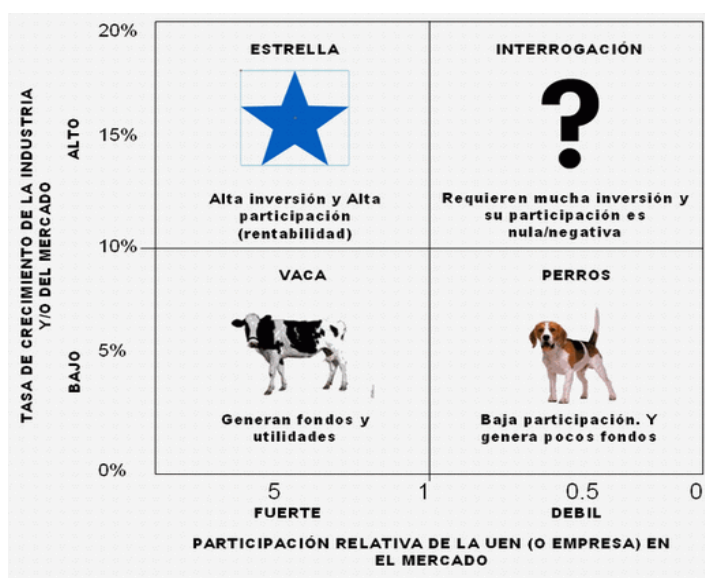 20%
ESTRELLA
INTERROGACIÓN
?
15%
ALTO
TASA DE CRECIMIENTO DE LA INDUSTRIA
Y/O DEL MERCADO
Alta inversión y Alta
participación
(rentabilidad)
Requieren mucha inversión y
su participación es
nula/negativa
10%
VACA
PERROS
5%
BAJO
Generan fondos y
utilidades
Baja participación. Y
genera pocos fondos
0%
5
1
0.5
0
FUERTE
DEBIL
PARTICIPACIÓN RELATIVA DE LA UEN (O EMPRESA) EN
EL MERCADO